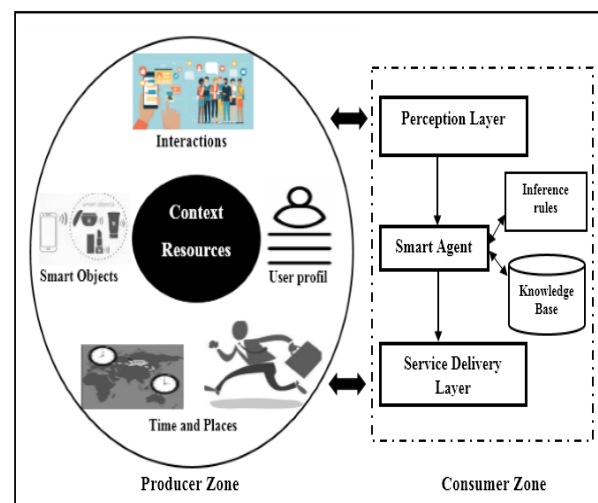 Interactions
Context
Resources
Smart Objects
User profil
Time and Places
Producer Zone
Perception Layer
Smart Agent
Inference
rules
Knowledge
Base
Service Delivery
Layer
Consumer Zone